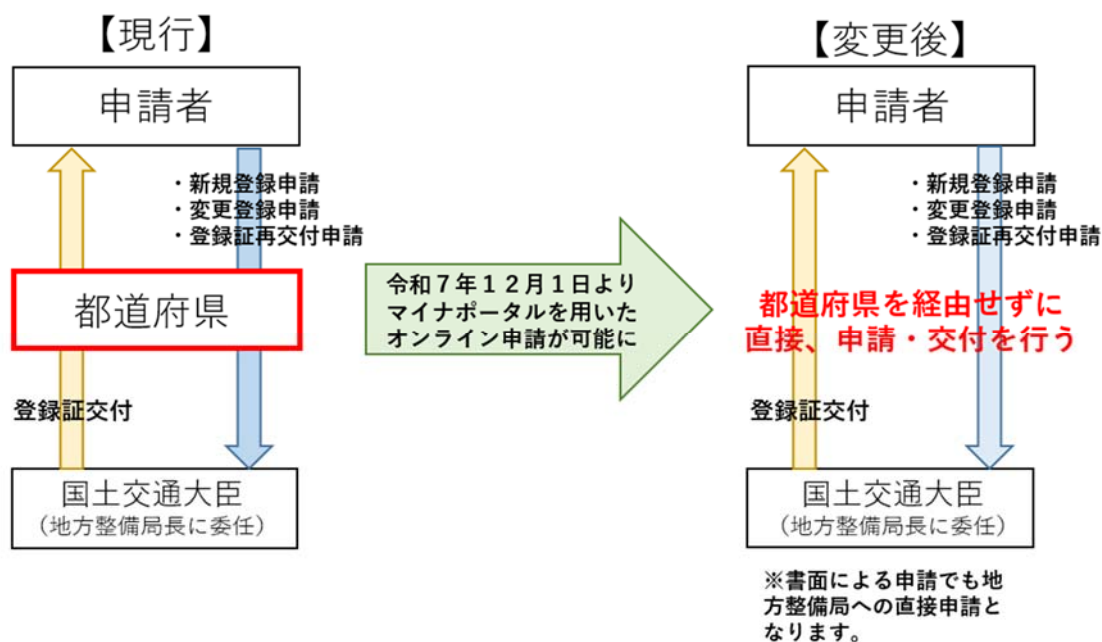 【現行】
申請者
・新規登録申請
・変更登録申請
・登録証再交付申請
都道府県
登録証交付
国土交通大臣
(地方整備局長に委任)
令和７年１２月１日より
マイナポータルを用いた
オンライン申請が可能に
【変更後】
申請者
・新規登録申請
・変更登録申請
・登録証再交付申請
都道府県を経由せずに
直接、申請・交付を行う
登録証交付
国土交通大臣
(地方整備局長に委任)
※書面による申請でも地
方整備局への直接申請と
なります。